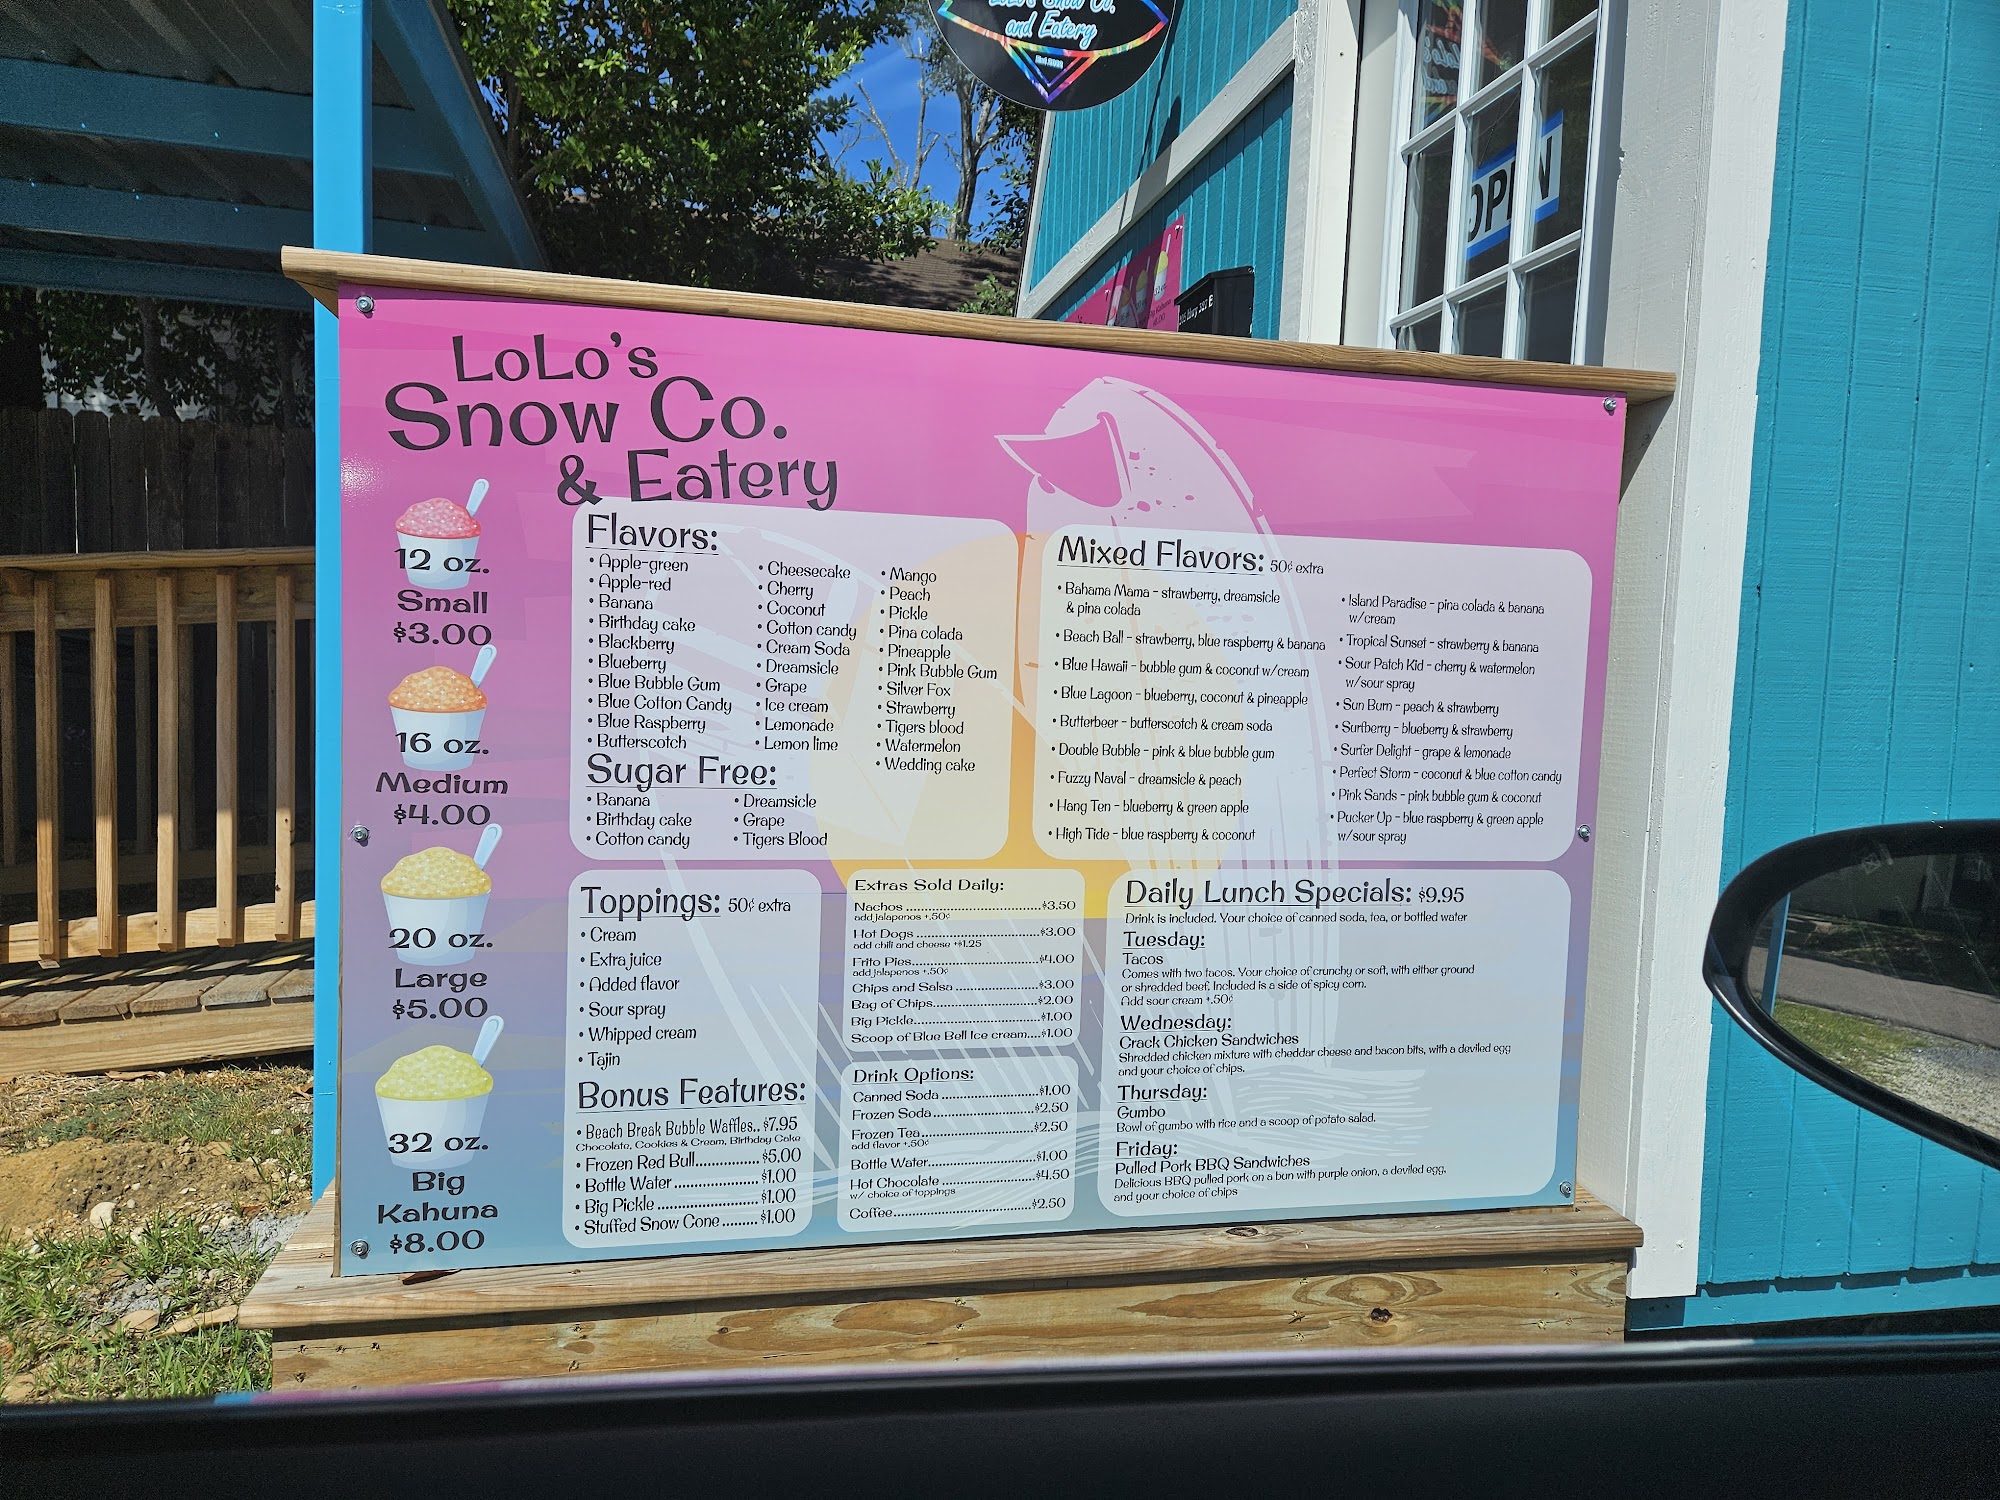 LoLo's Snow Co.
and Eatery
OPEN
LoLo's
Snow Co.
& Eatery
12 oz.
Small
$3.00
16 oz.
Medium
$4.00
20 oz.
Large
$5.00
32 oz.
Big
Kahuna
$8.00
Flavors:
• Apple-green
• Apple-red
• Banana
• Birthday cake
• Blackberry
• Blueberry
• Blue Bubble Gum
• Blue Cotton Candy
• Blue Raspberry
• Butterscotch
• Cheesecake
• Cherry
• Coconut
• Cotton candy
• Cream Soda
• Dreamsicle
• Grape
• Ice cream
• Lemonade
• Lemon lime
• Mango
• Peach
• Pickle
• Pina colada
• Pineapple
• Pink Bubble Gum
• Silver Fox
• Strawberry
• Tigers blood
• Watermelon
• Wedding cake
Sugar Free:
• Banana
• Birthday cake
• Cotton candy
• Dreamsicle
• Grape
• Tigers Blood
Mixed Flavors: 50¢ extra
• Bahama Mama - strawberry, dreamsicle
& pina colada
• Beach Ball - strawberry, blue raspberry & banana
• Blue Hawaii - bubble gum & coconut w/cream
• Blue Lagoon - blueberry, coconut & pineapple
• Butterbeer - butterscotch & cream soda
• Double Bubble - pink & blue bubble gum
• Fuzzy Naval - dreamsicle & peach
• Hang Ten - blueberry & green apple
• High Tide - blue raspberry & coconut
• Island Paradise - pina colada & banana
w/cream
• Tropical Sunset - strawberry & banana
• Sour Patch Kid - cherry & watermelon
w/sour spray
• Sun Burn - peach & strawberry
• Surfberry - blueberry & strawberry
• Surfer Delight - grape & lemonade
• Perfect Storm - coconut & blue cotton candy
• Pink Sands - pink bubble gum & coconut
• Pucker Up - blue raspberry & green apple
w/sour spray
Toppings: 50¢ extra
• Cream
• Extra juice
• Added flavor
• Sour spray
• Whipped cream
• Tajin
Bonus Features:
• Beach Break Bubble Waffles.. $7.95
Chocolate, Cookies & Cream, Birthday Cake
• Frozen Red Bull............... $5.00
• Bottle Water .................... $1.00
• Big Pickle ........................ $1.00
• Stuffed Snow Cone ......... $1.00
Extras Sold Daily:
Nachos ..............................$3.50
add jalapenos +.50¢
Hot Dogs ...........................$3.00
add chili and cheese +$1.25
Frito Pies............................$4.00
add Jalapenos +.50¢
Chips and Salsa ..................$3.00
Bag of Chips.......................$2.00
Big Pickle............................$1.00
Scoop of Blue Bell Ice cream....$1.00
Drink Options:
Canned Soda .....................$1.00
Frozen Soda.......................$2.50
Frozen Tea.........................$2.50
add flavor +.50¢
Bottle Water.......................$1.00
Hot Chocolate ....................$4.50
w/ choice of toppings
Coffee...............................$2.50
Daily Lunch Specials: $9.95
Drink is included. Your choice of canned soda, tea, or bottled water
Tuesday:
Tacos
Comes with two tacos. Your choice of crunchy or soft, with either ground
or shredded beef. Included is a side of spicy corn.
Add sour cream +.50¢
Wednesday:
Crack Chicken Sandwiches
Shredded chicken mixture with cheddar cheese and bacon bits, with a deviled egg
and your choice of chips.
Thursday:
Gumbo
Bowl of gumbo with rice and a scoop of potato salad.
Friday:
Pulled Pork BBQ Sandwiches
Delicious BBQ pulled pork on a bun with purple onion, a deviled egg,
and your choice of chips